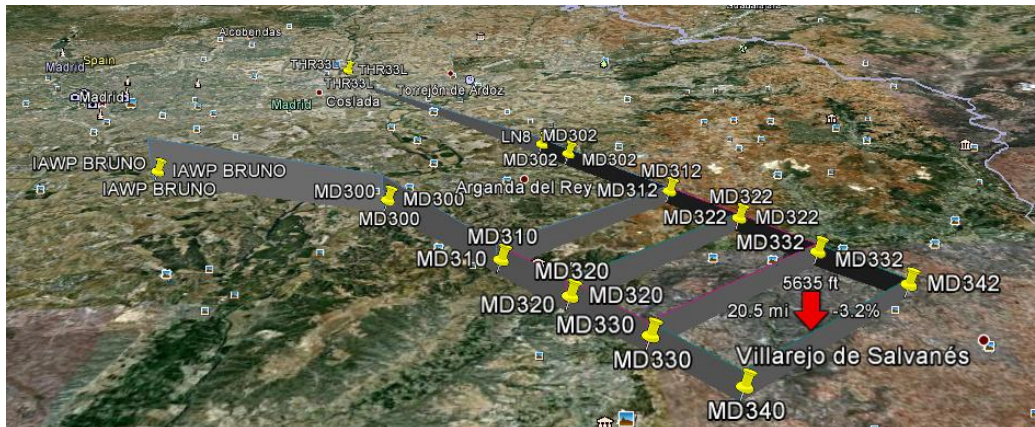 Guadalajara
Alcobendas
Spain
Madrid
THR33L
THR33L
THR33L
Torrejón de Ardoz
Madrid
Madrid
Coslada
LN8
MD302
MD302
MD302
IAWP BRUNO
IAWP BRUNO
IAWP BRUNO
MD312
Arganda del Rey
MD312
MD300
MD300
MD300
MD322
MD322
MD322
MD310
MD332
MD310
MD332
MD320
5635 ft
MD342
MD320
MD320
20.5 mi
-3.2%
MD330
MD330
Villarejo de Salvanés
MD340